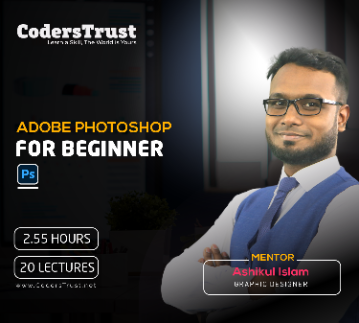 CodersTrust
Learn a Skill, The World is Yours
ADOBE PHOTOSHOP
FOR BEGINNER
Ps
2.55 HOURS
20 LECTURES
www.CodersTrust.net
MENTOR
Ashikul Islam
GRAPHIC DESIGNER